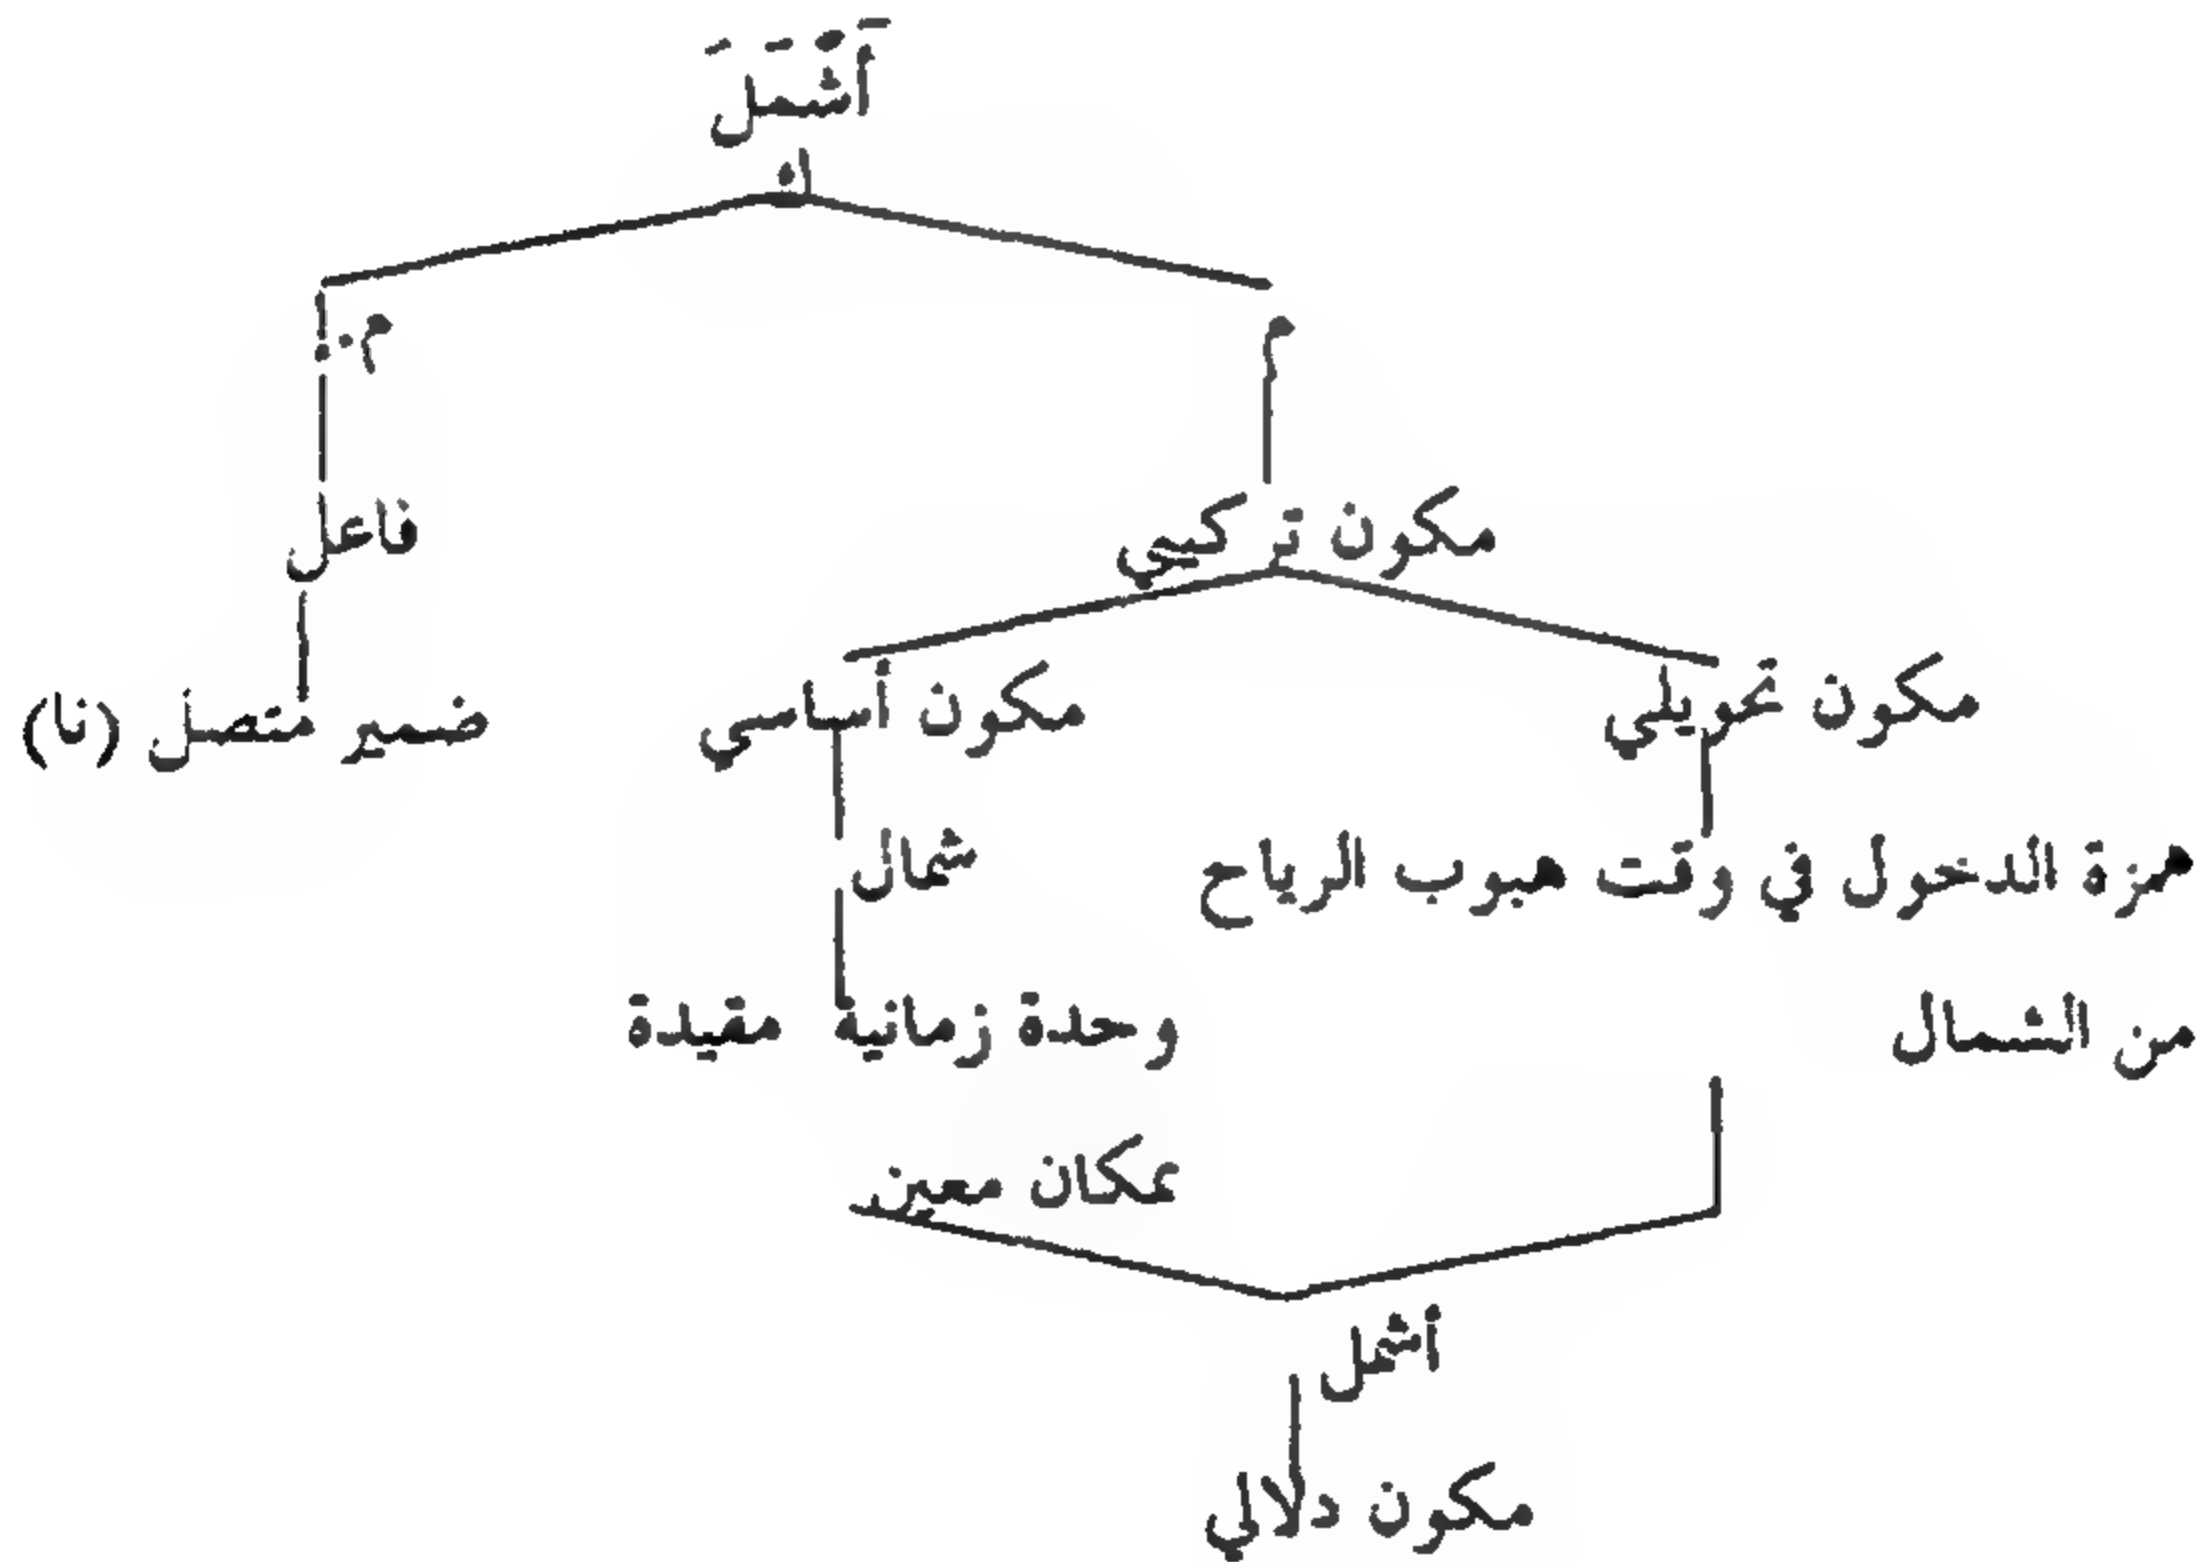 أَشْمَلَ
ك
م
م. إ
مكون تركيبي
فاعل
مكون تحويلي
مكون أساسي
ضمير متصل (نا)
همزة الدخول في وقت هبوب الرياح
من الشمال
شمال
وحدة زمانية مقيدة
بمكان معين
أشمل
مكون دلالي